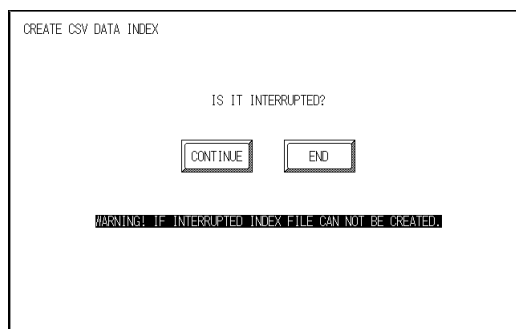 CREATE CSV DATA INDEX
IS IT INTERRUPTED?
CONTINUE END
WARNING! IF INTERRUPTED INDEX FILE CAN NOT BE CREATED.